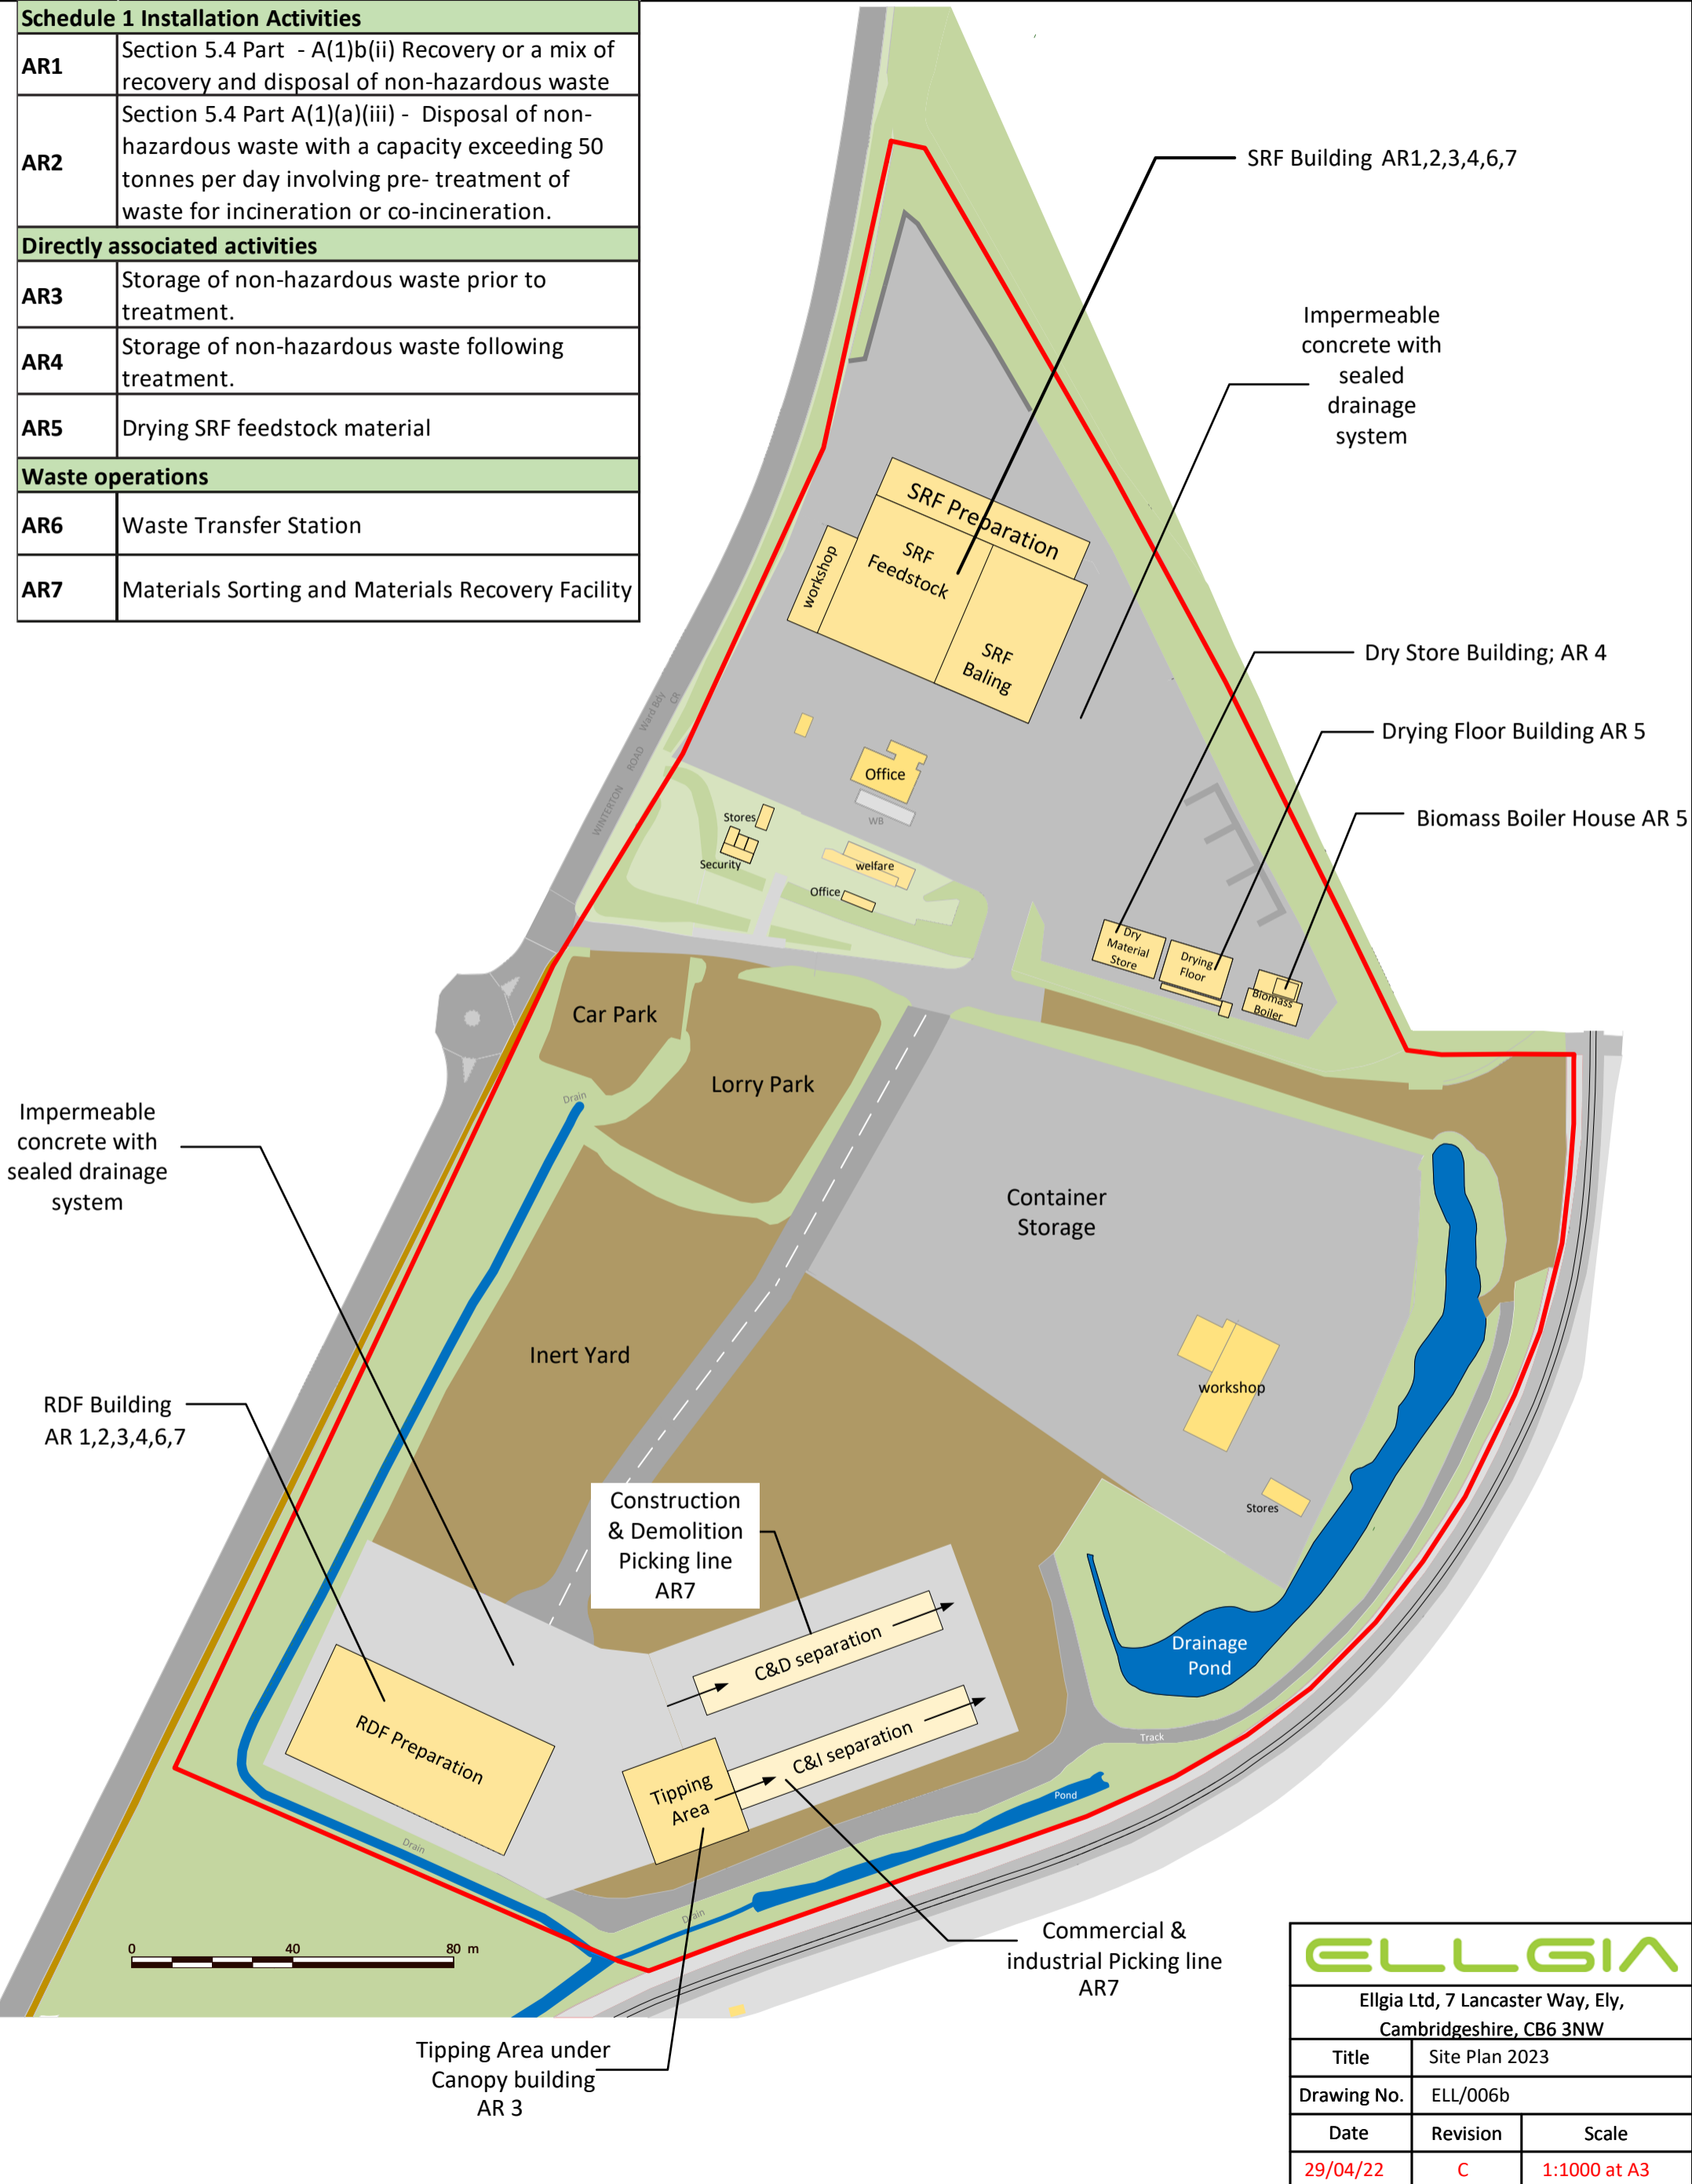 Schedule 1 Installation Activities
AR1
Section 5.4 Part  - A(1)b(ii) Recovery or a mix of
recovery and disposal of non-hazardous waste
AR2
Section 5.4 Part A(1)(a)(iii) -  Disposal of non-
hazardous waste with a capacity exceeding 50
tonnes per day involving pre- treatment of
waste for incineration or co-incineration.
Directly associated activities
AR3
Storage of non-hazardous waste prior to
treatment.
AR4
Storage of non-hazardous waste following
treatment.
AR5
Drying SRF feedstock material
Waste operations
AR6
Waste Transfer Station
AR7
Materials Sorting and Materials Recovery Facility
SRF Building  AR1,2,3,4,6,7
Impermeable
concrete with
sealed
drainage
system
SRF Preparation
SRF
Feedstock
workshop
SRF
Baling
Dry Store Building; AR 4
Drying Floor Building AR 5
Biomass Boiler House AR 5
Ward Bdy
CR
WINTERTON ROAD
Office
WB
Stores
Security
welfare
Office
Dry
Material
Store
Drying
Floor
Biomass
Boiler
Car Park
Lorry Park
Drain
Impermeable
concrete with
sealed drainage
system
Container
Storage
Inert Yard
workshop
RDF Building
AR 1,2,3,4,6,7
Construction
& Demolition
Picking line
AR7
Stores
C&D separation
Drainage
Pond
RDF Preparation
C&I separation
Track
Tipping
Area
Pond
Drain
Drain
0
40
80 m
Commercial &
industrial Picking line
AR7
Tipping Area under
Canopy building
AR 3
ELLGIA
Ellgia Ltd, 7 Lancaster Way, Ely,
Cambridgeshire, CB6 3NW
Title
Site Plan 2023
Drawing No.
ELL/006b
Date
Revision
Scale
29/04/22
C
1:1000 at A3